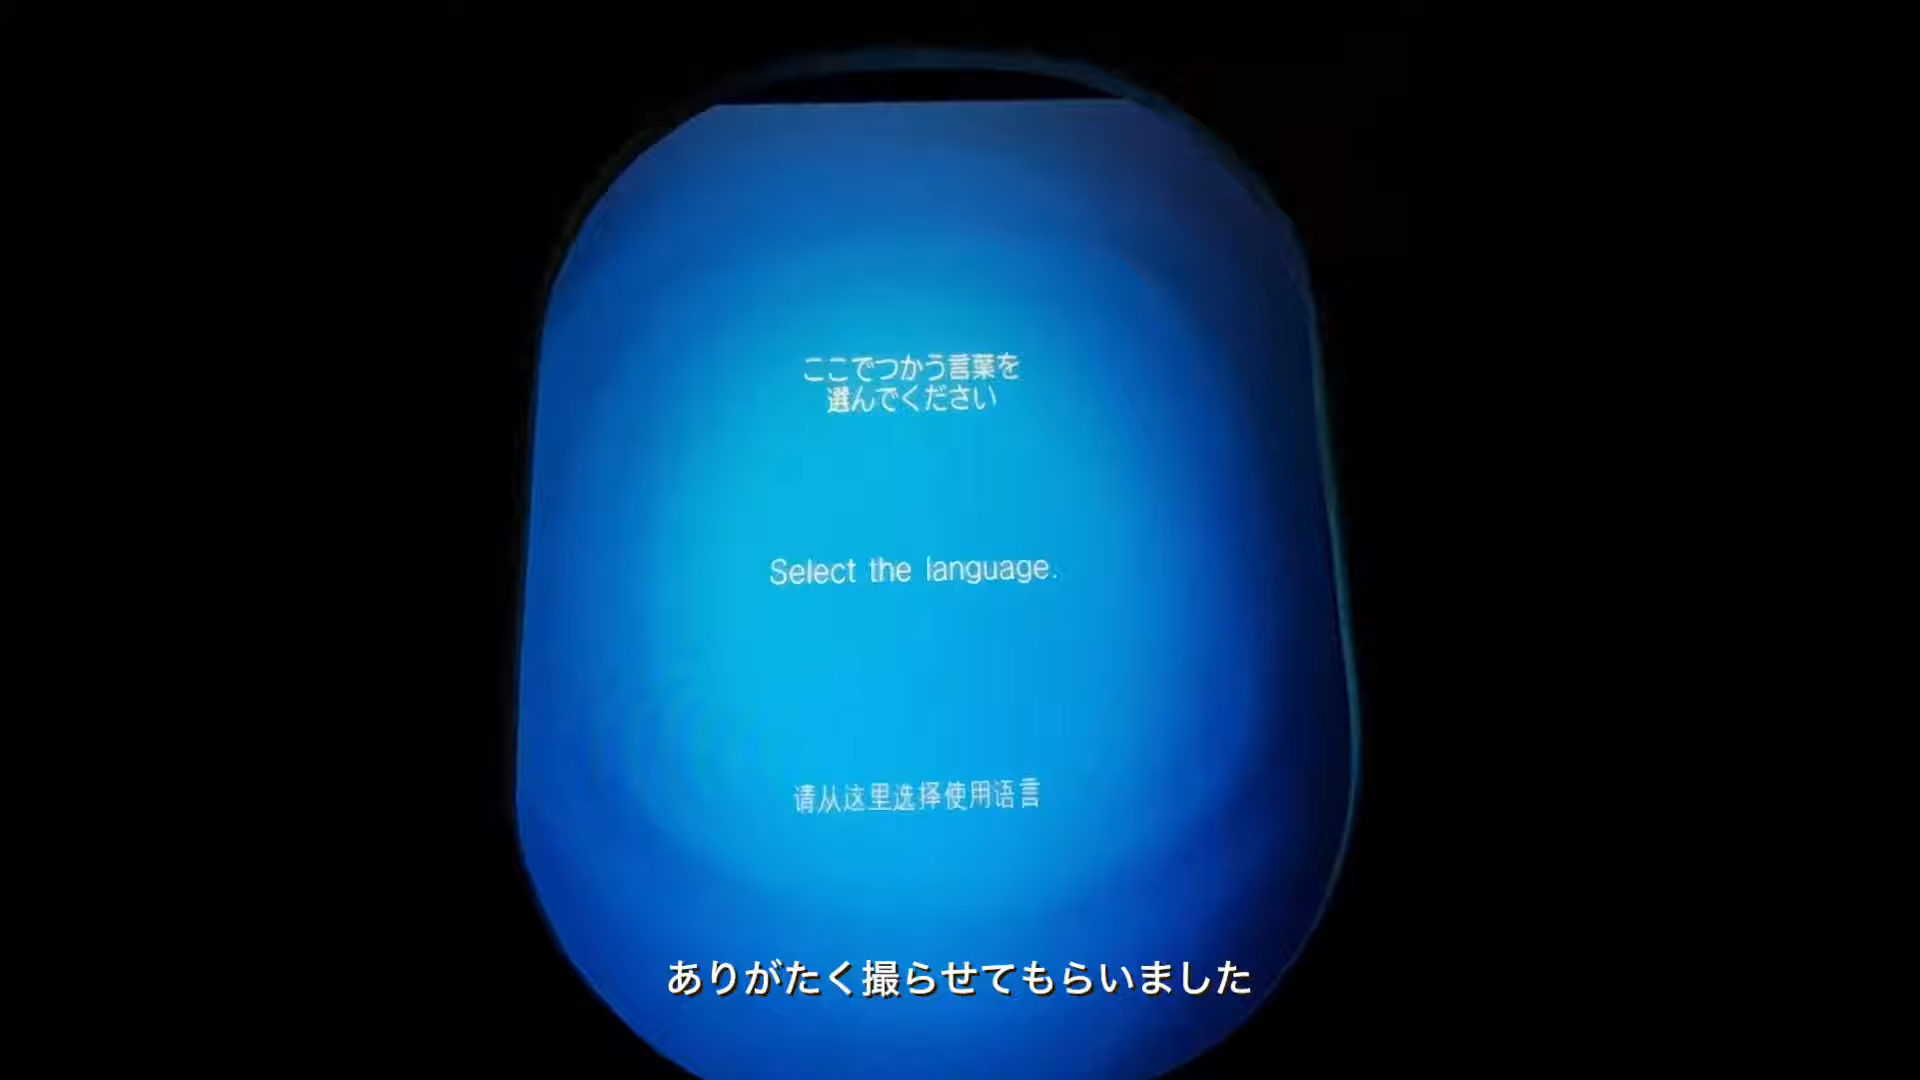 ここでつかう言葉を
選んでください
Select the language.
请从这里选择使用语言
ありがたく撮らせてもらいました